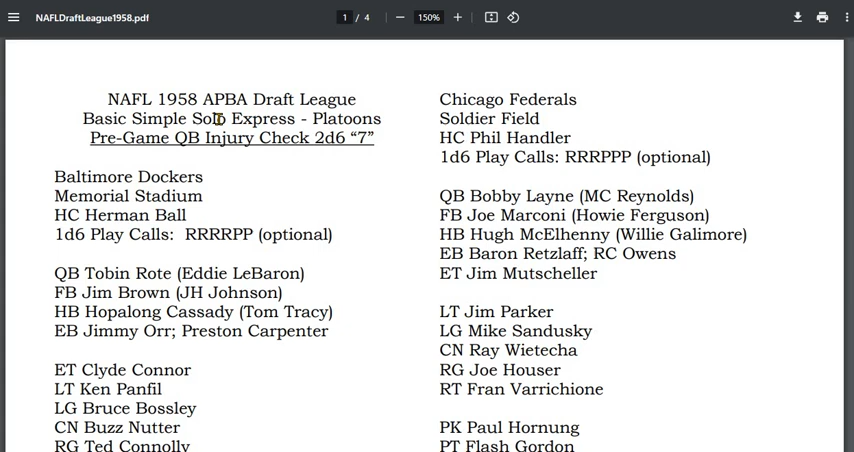 NAFLDraftLeague1958.pdf
1 / 4
150%
NAFL 1958 APBA Draft League
Basic Simple Solo Express - Platoons
Pre-Game QB Injury Check 2d6 “7”
Baltimore Dockers
Memorial Stadium
HC Herman Ball
1d6 Play Calls:  RRRRPP (optional)
QB Tobin Rote (Eddie LeBaron)
FB Jim Brown (JH Johnson)
HB Hopalong Cassady (Tom Tracy)
EB Jimmy Orr; Preston Carpenter
ET Clyde Connor
LT Ken Panfil
LG Bruce Bossley
CN Buzz Nutter
RG Ted Connolly
Chicago Federals
Soldier Field
HC Phil Handler
1d6 Play Calls: RRRPPP (optional)
QB Bobby Layne (MC Reynolds)
FB Joe Marconi (Howie Ferguson)
HB Hugh McElhenny (Willie Galimore)
EB Baron Retzlaff; RC Owens
ET Jim Mutscheller
LT Jim Parker
LG Mike Sandusky
CN Ray Wietecha
RG Joe Houser
RT Fran Varrichione
PK Paul Hornung
PT Flash Gordon